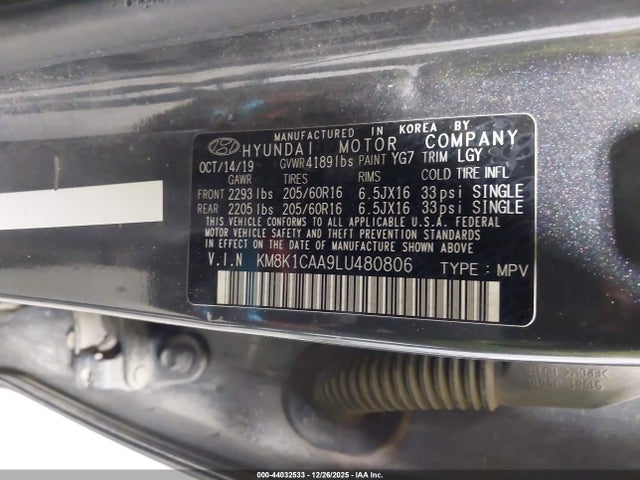 MANUFACTURED IN KOREA BY
HYUNDAI MOTOR COMPANY
OCT/14/19 GVWR 4189lbs PAINT YG7 TRIM LGY
GAWR TIRES RIMS COLD TIRE INFL
FRONT 2293 lbs 205/60R16 6.5JX16 33psi SINGLE
REAR 2205 lbs 205/60R16 6.5JX16 33psi SINGLE
THIS VEHICLE CONFORMS TO ALL APPLICABLE U.S.A. FEDERAL
MOTOR VEHICLE SAFETY, BUMPER, AND THEFT PREVENTION
STANDARDS IN EFFECT ON THE DATE OF MANUFACTURE
SHOWN ABOVE
V.I.N KM8K1CAA9LU480806 TYPE : MPV
000-44032533 - 12/26/2025 - IAA Inc.